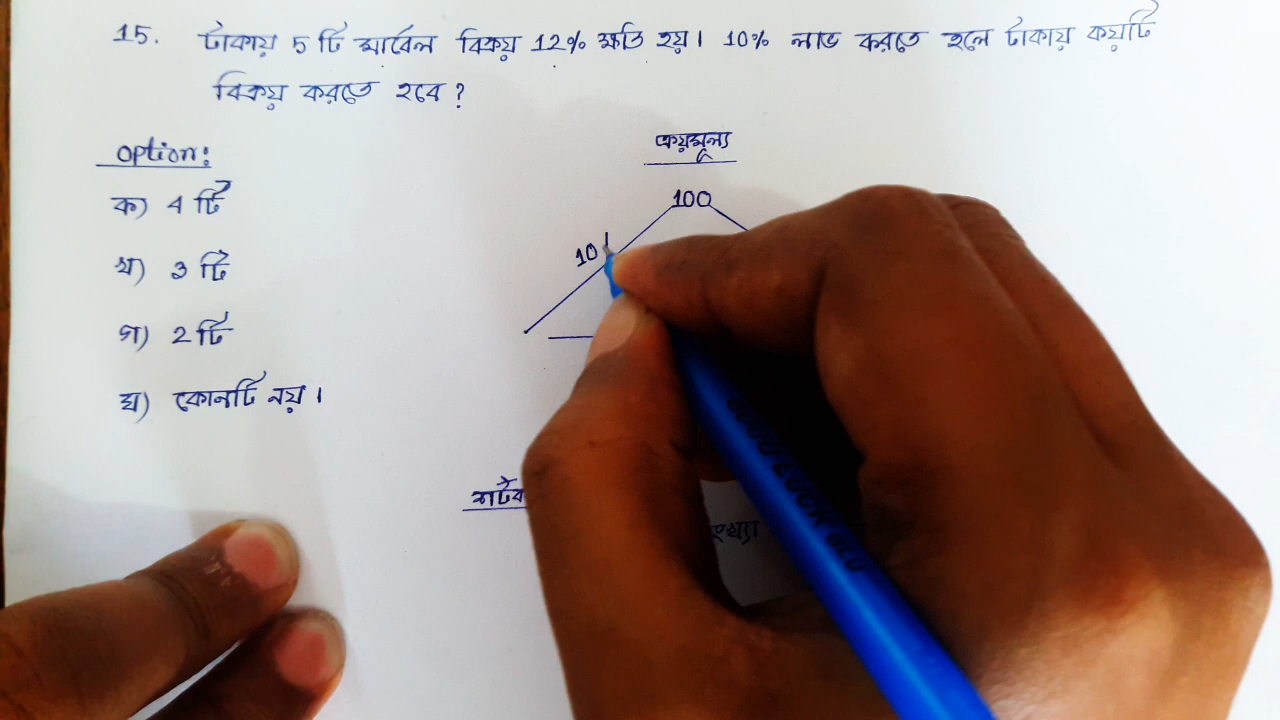 15. টাকায় 5 টি মার্বেল বিক্রয় 12% ক্ষতি হয়। 10% লাভ করতে হলে টাকায় কয়টি
বিক্রয় করতে হবে ?
option:
ক) 4 টি
খ) 3 টি
গ) 2 টি
ঘ) কোনটি নয়।
ক্রয়মূল্য
100
10